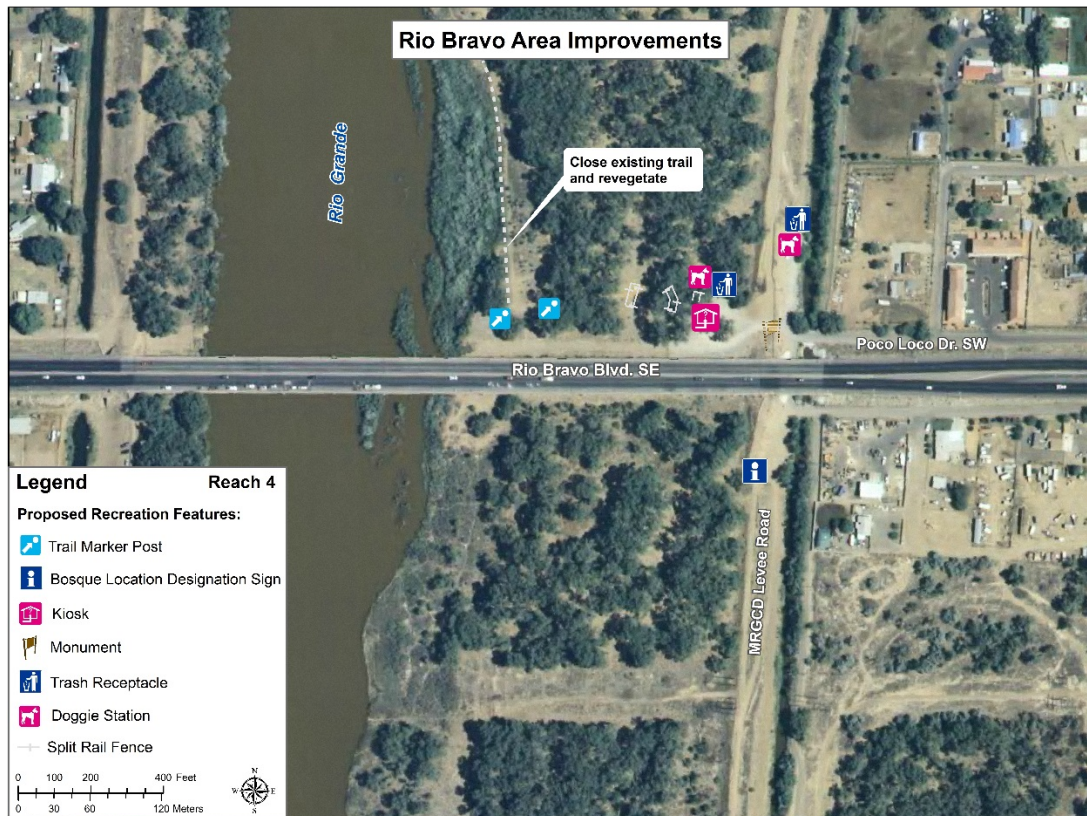 Rio Bravo Area Improvements
Rio Grande
Close existing trail
and revegetate
Poco Loco Dr. SW
Rio Bravo Blvd. SE
MRGCD Levee Road
Legend Reach 4
Proposed Recreation Features:
Trail Marker Post
Bosque Location Designation Sign
Kiosk
Monument
Trash Receptacle
Doggie Station
Split Rail Fence
0 100 200 400 Feet
0 30 60 120 Meters
N
W E
S